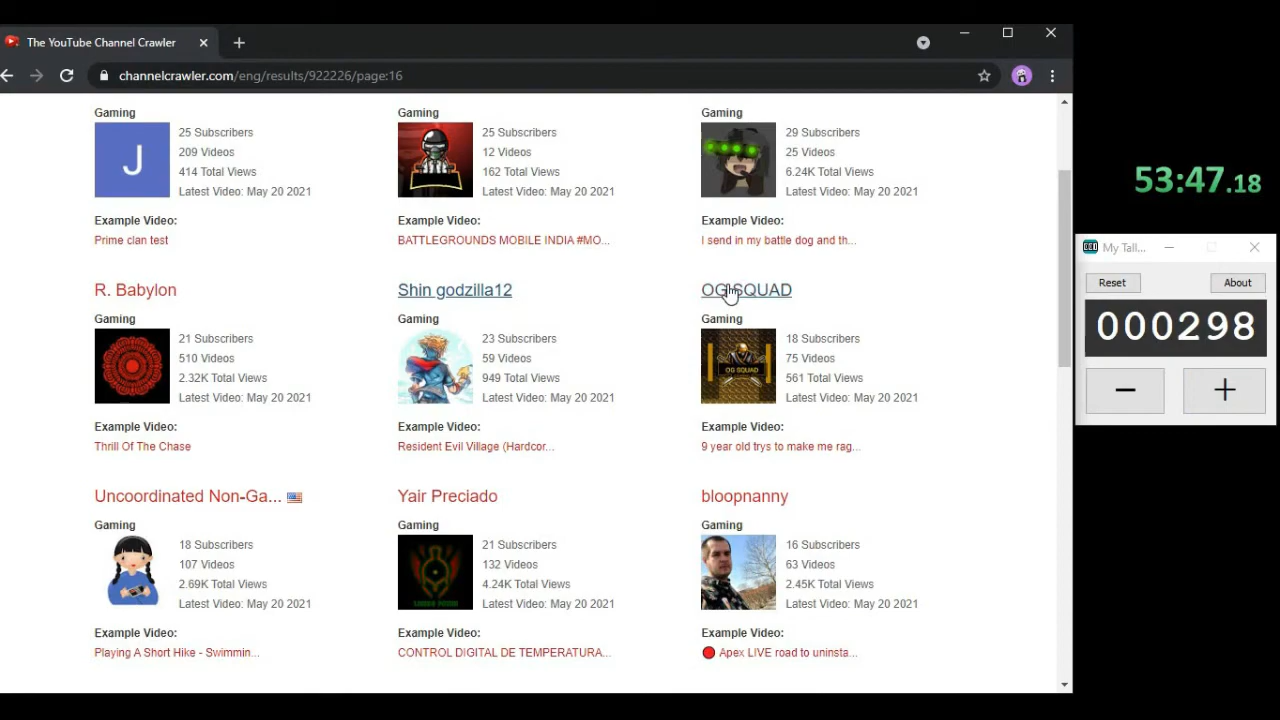 The YouTube Channel Crawler
channelcrawler.com/eng/results/922226/page:16
Gaming
25 Subscribers
209 Videos
414 Total Views
Latest Video: May 20 2021
Example Video:
Prime clan test
J
Gaming
25 Subscribers
12 Videos
162 Total Views
Latest Video: May 20 2021
Example Video:
BATTLEGROUNDS MOBILE INDIA #MO...
Gaming
29 Subscribers
25 Videos
6.24K Total Views
Latest Video: May 20 2021
Example Video:
I send in my battle dog and th...
R. Babylon
21 Subscribers
510 Videos
2.32K Total Views
Latest Video: May 20 2021
Example Video:
Thrill Of The Chase
Shin godzilla12
Gaming
23 Subscribers
59 Videos
949 Total Views
Latest Video: May 20 2021
Example Video:
Resident Evil Village (Hardcor...
OG SQUAD
Gaming
OG SQUAD
18 Subscribers
75 Videos
561 Total Views
Latest Video: May 20 2021
Example Video:
9 year old trys to make me rag...
Uncoordinated Non-Ga...
Gaming
18 Subscribers
107 Videos
2.69K Total Views
Latest Video: May 20 2021
Example Video:
Playing A Short Hike - Swimmin...
Yair Preciado
Gaming
21 Subscribers
132 Videos
4.24K Total Views
Latest Video: May 20 2021
Example Video:
CONTROL DIGITAL DE TEMPERATURA...
bloopnanny
Gaming
16 Subscribers
63 Videos
2.45K Total Views
Latest Video: May 20 2021
Example Video:
Apex LIVE road to uninsta...
53:47.18
My Tall...
Reset
About
000298